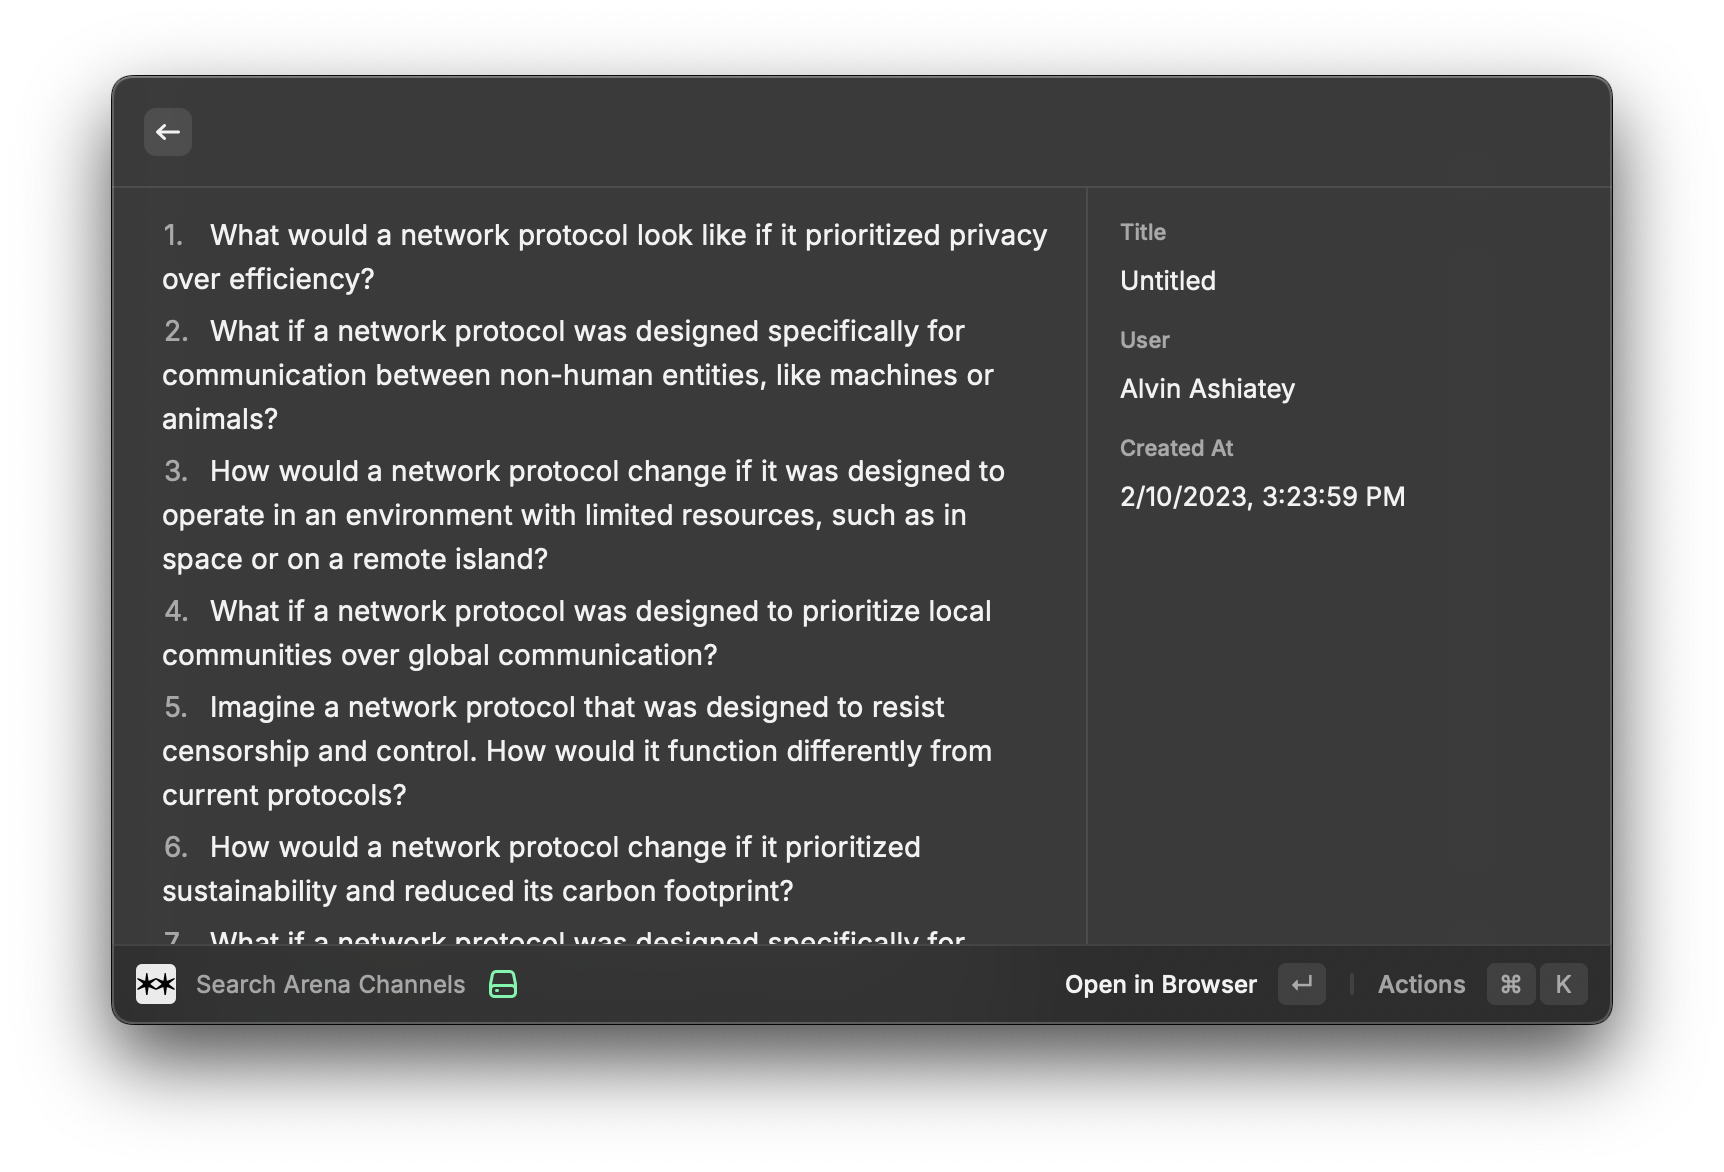 1. What would a network protocol look like if it prioritized privacy
over efficiency?
2. What if a network protocol was designed specifically for
communication between non-human entities, like machines or
animals?
3. How would a network protocol change if it was designed to
operate in an environment with limited resources, such as in
space or on a remote island?
4. What if a network protocol was designed to prioritize local
communities over global communication?
5. Imagine a network protocol that was designed to resist
censorship and control. How would it function differently from
current protocols?
6. How would a network protocol change if it prioritized
sustainability and reduced its carbon footprint?
7. What if a network protocol was designed specifically for
Title
Untitled
User
Alvin Ashiatey
Created At
2/10/2023, 3:23:59 PM
Search Arena Channels
Open in Browser
Actions ⌘ K